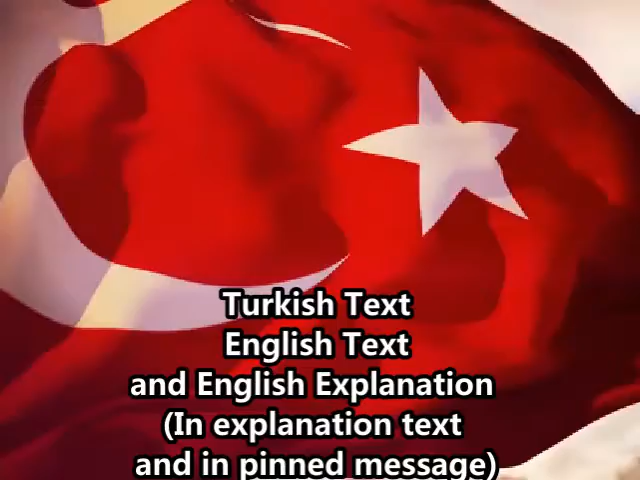 Turkish Text
English Text
and English Explanation
(In explanation text
and in pinned message)